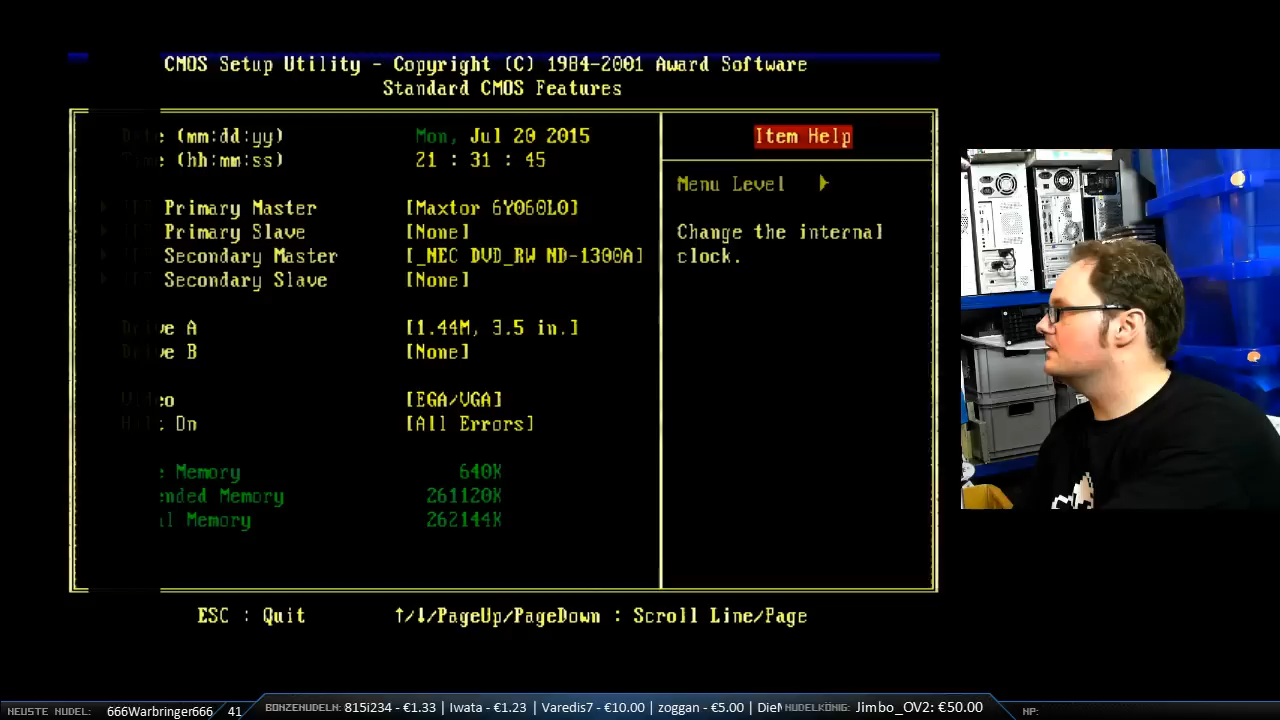 CMOS Setup Utility - Copyright (C) 1984-2001 Award Software
Standard CMOS Features
(mm:dd:yy) Mon, Jul 20 2015
(hh:mm:ss) 21 : 31 : 45
Primary Master [Maxtor 6Y060L0]
Primary Slave [None]
Secondary Master [_NEC DVD_RW ND-1300A]
Secondary Slave [None]
Drive A [1.44M, 3.5 in.]
Drive B [None]
[EGA/VGA]
On [All Errors]
Memory 640K
Memory 261120K
Memory 262144K
Item Help
Menu Level ▶
Change the internal
clock.
ESC : Quit ↑/↓/PageUp/PageDown : Scroll Line/Page
NEUSTE NUDEL: 666Warbringer666 41 BONZENUDELN: 815i234 - €1.33 | Iwata - €1.23 | Varedis7 - €10.00 | zoggan - €5.00 | NUDELKÖNIG: Jimbo_OV2: €50.00 HP: